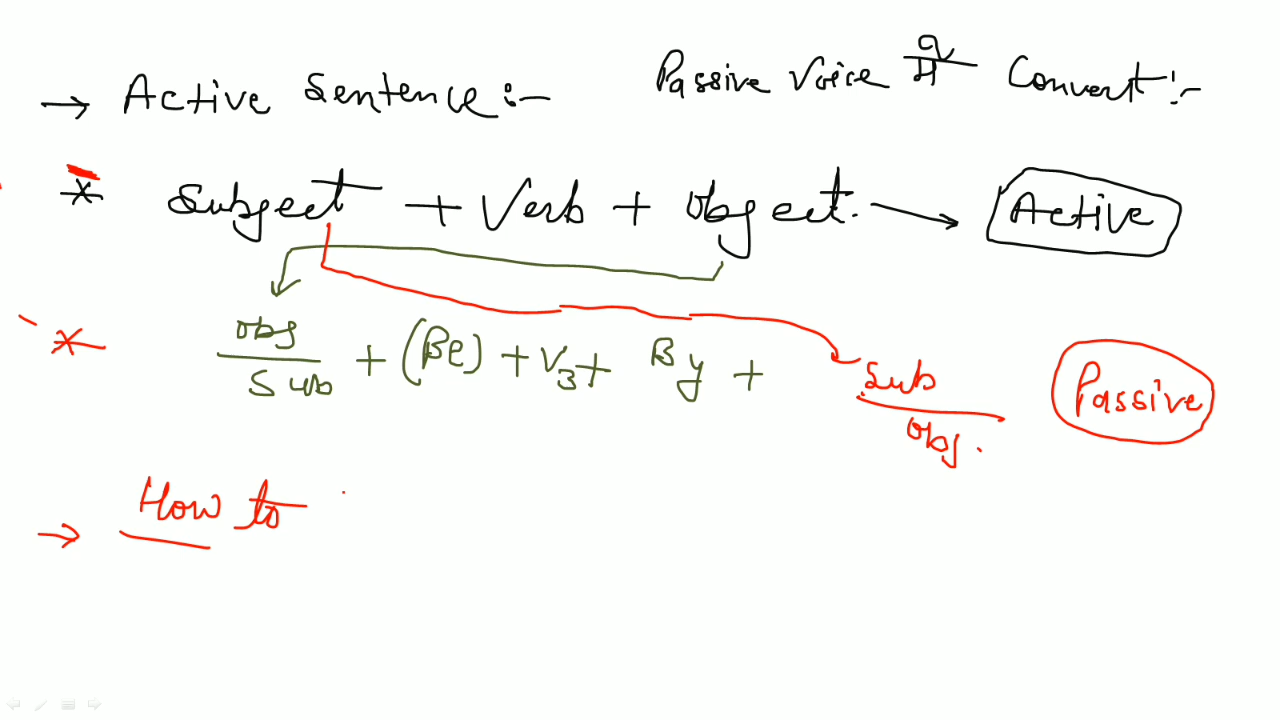 → Active Sentence:- Passive Voice में Convert:-
* Subject + Verb + Object. → Active
* Obj / Sub + (Be) + V3 + By + Sub / Obj. Passive
→ How to